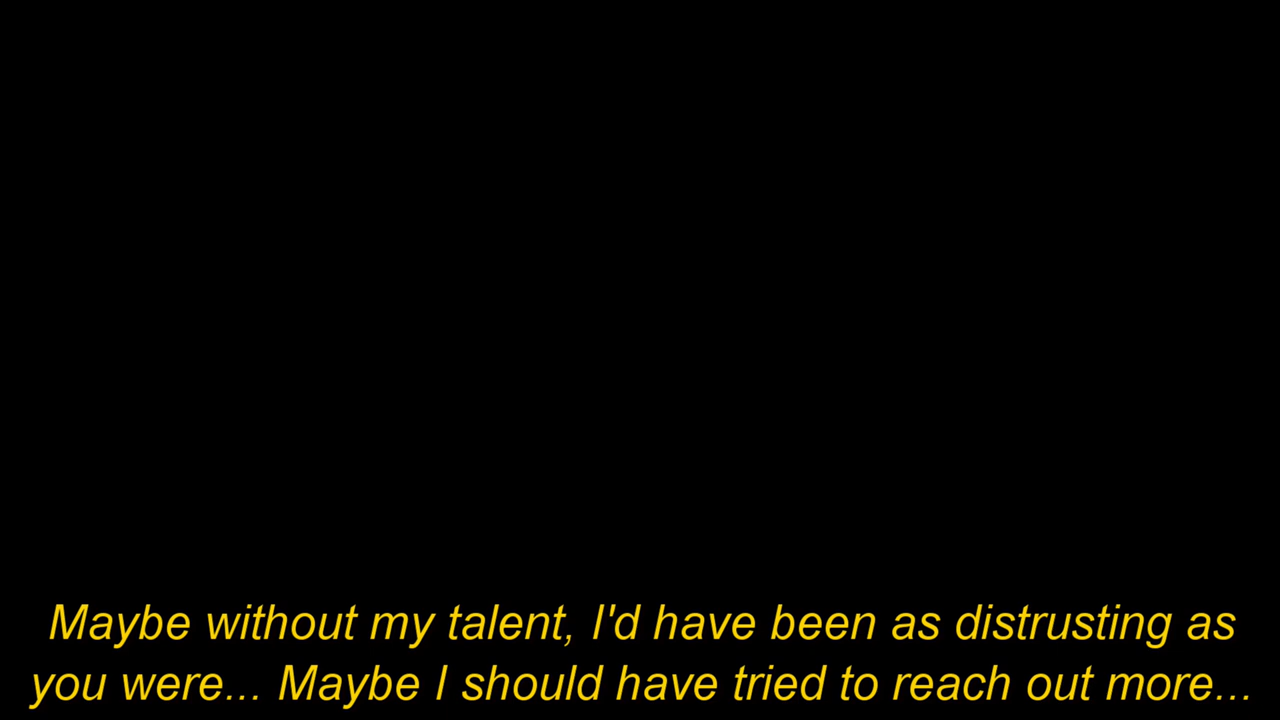 Maybe without my talent, I'd have been as distrusting as
you were... Maybe I should have tried to reach out more...